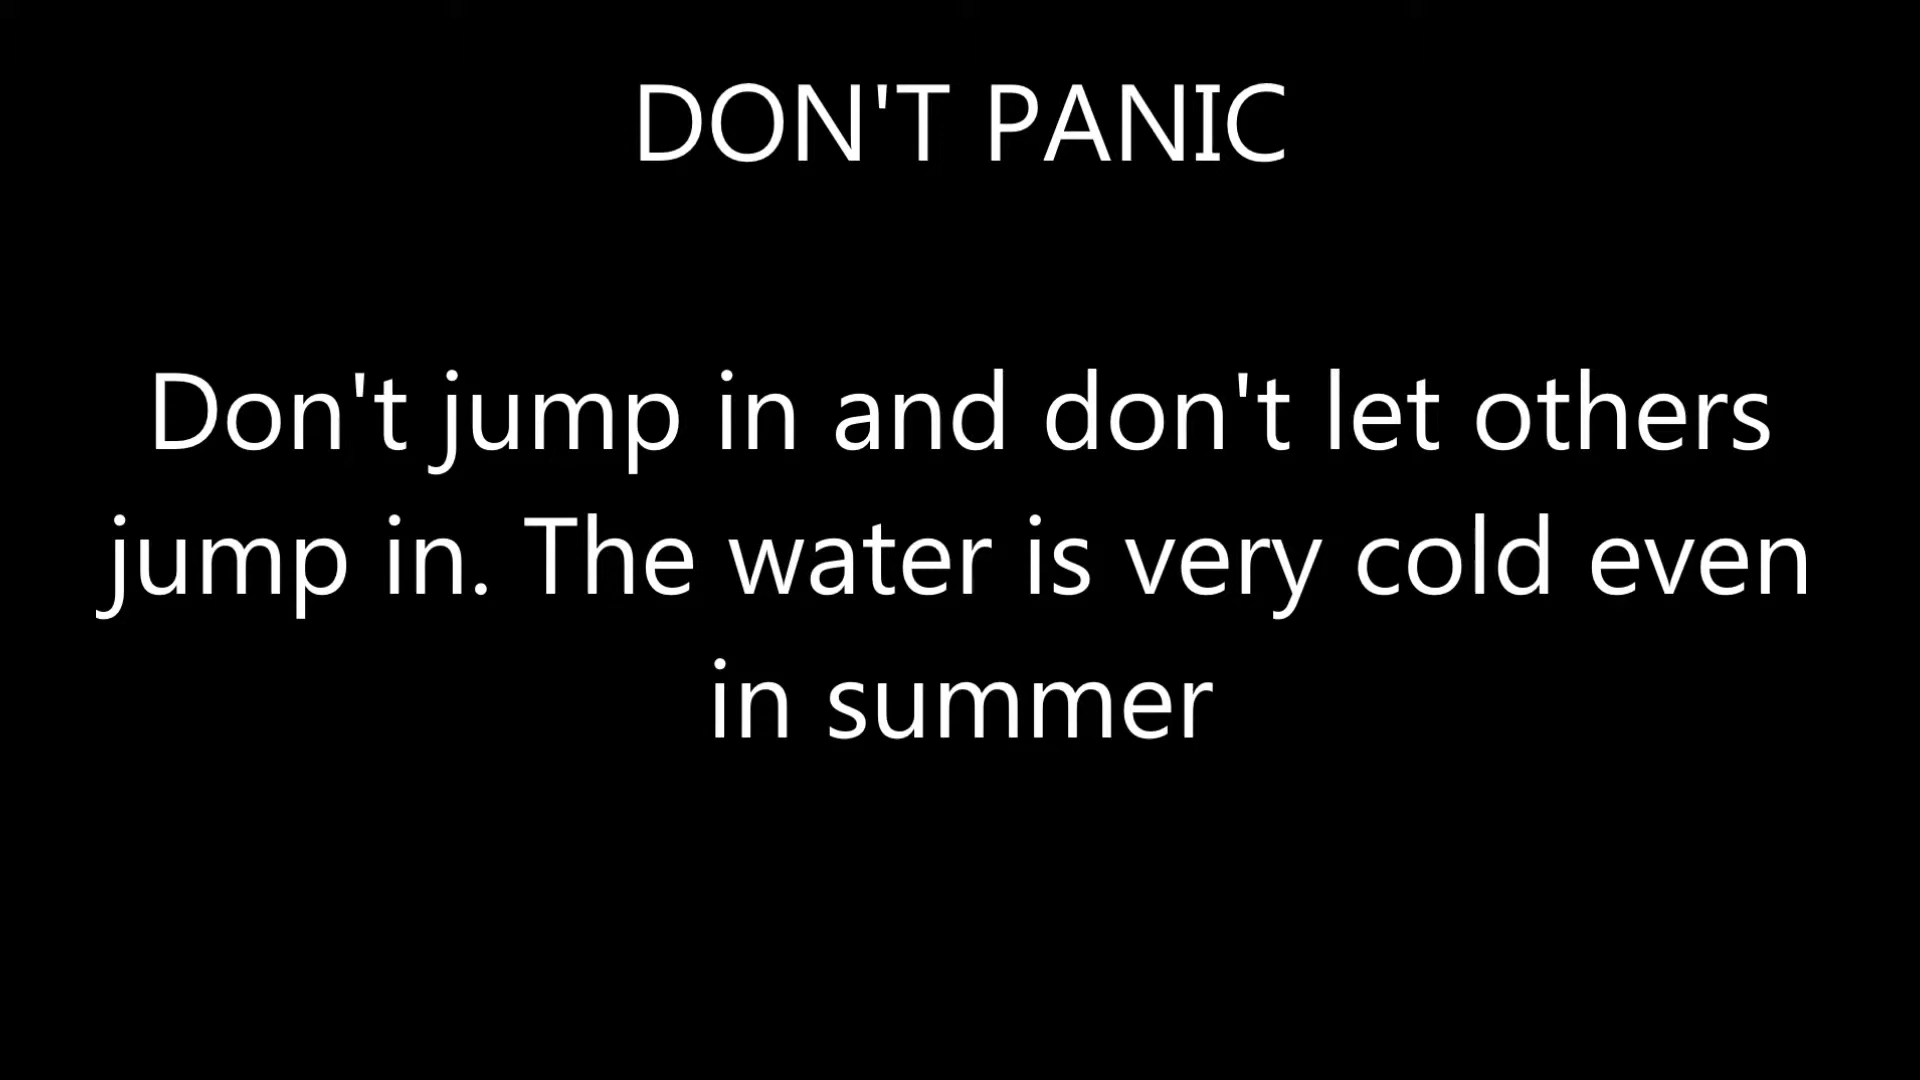 DON'T PANIC
Don't jump in and don't let others
jump in. The water is very cold even
in summer